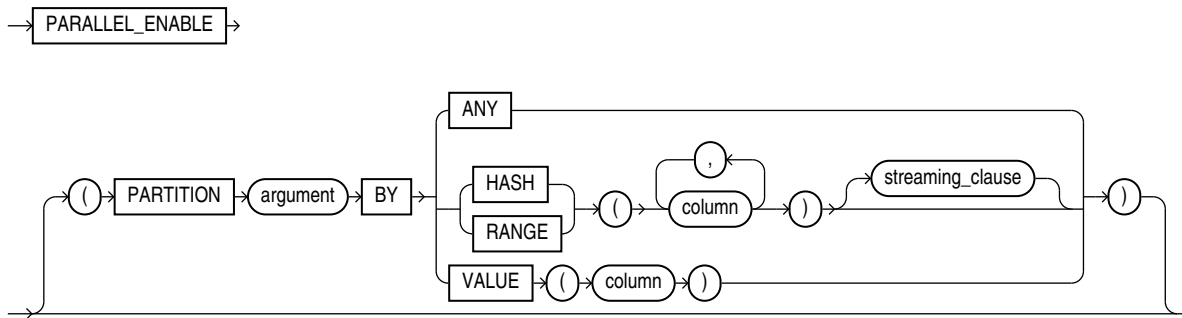 PARALLEL_ENABLE
ANY
,
HASH
streaming_clause
( PARTITION argument BY ( column ) )
RANGE
VALUE ( column )